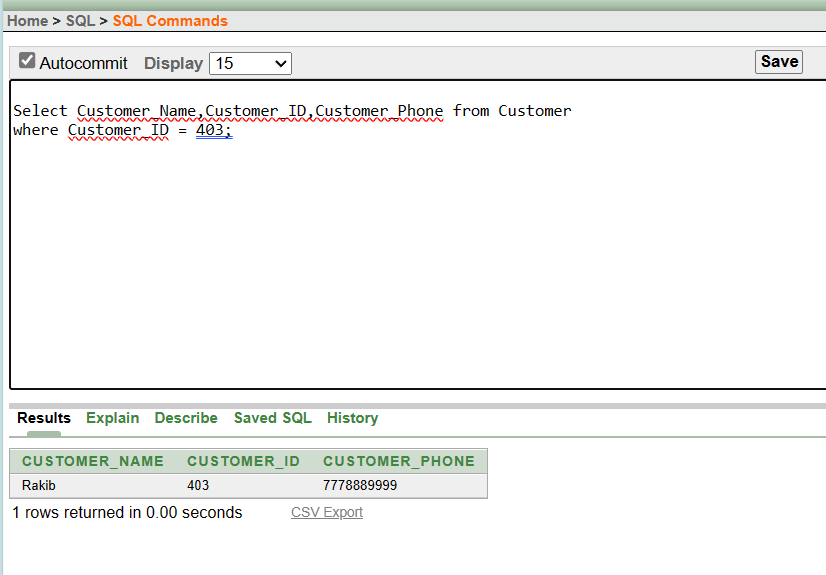 Home > SQL > SQL Commands
Autocommit Display 15 Save
Select Customer_Name,Customer_ID,Customer_Phone from Customer
where Customer_ID = 403;
Results Explain Describe Saved SQL History
CUSTOMER_NAME CUSTOMER_ID CUSTOMER_PHONE
Rakib 403 7778889999
1 rows returned in 0.00 seconds CSV Export